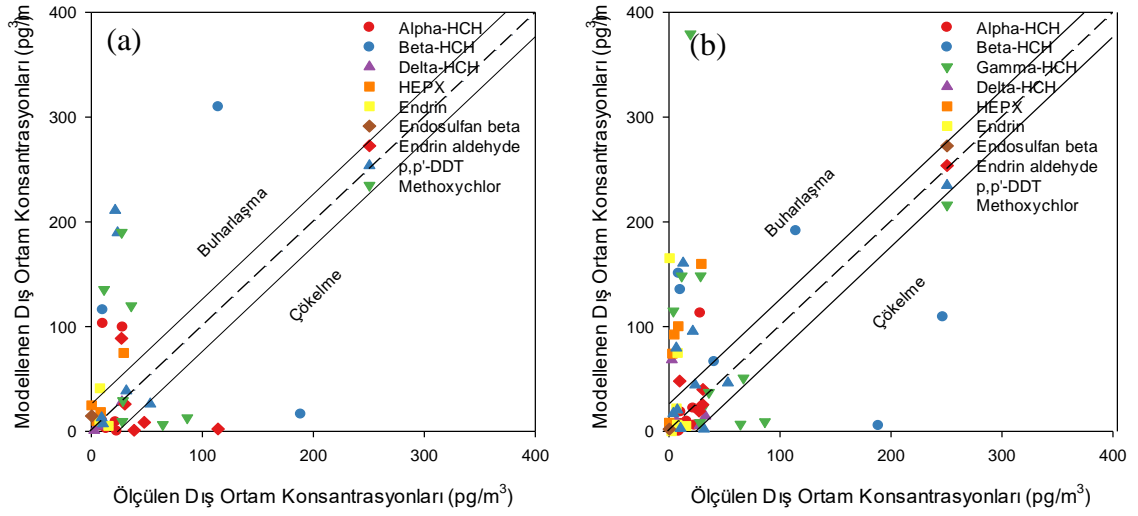 Modellenen Dış Ortam Konsantrasyonları (pg/m³)
(a)
400
300
200
100
0
Alpha-HCH
Beta-HCH
Delta-HCH
HEPX
Endrin
Endosulfan beta
Endrin aldehyde
p,p'-DDT
Methoxychlor
Buharlaşma
Çökelme
0 100 200 300 400
Ölçülen Dış Ortam Konsantrasyonları (pg/m³)
Modellenen Dış Ortam Konsantrasyonları (pg/m³)
(b)
400
300
200
100
0
Alpha-HCH
Beta-HCH
Gamma-HCH
Delta-HCH
HEPX
Endrin
Endosulfan beta
Endrin aldehyde
p,p'-DDT
Methoxychlor
Buharlaşma
Çökelme
0 100 200 300 400
Ölçülen Dış Ortam Konsantrasyonları (pg/m³)